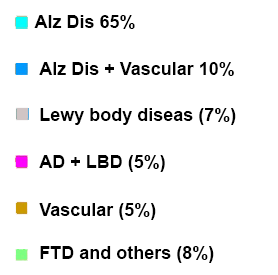 Alz Dis 65%
Alz Dis + Vascular 10%
Lewy body diseas (7%)
AD + LBD (5%)
Vascular (5%)
FTD and others (8%)